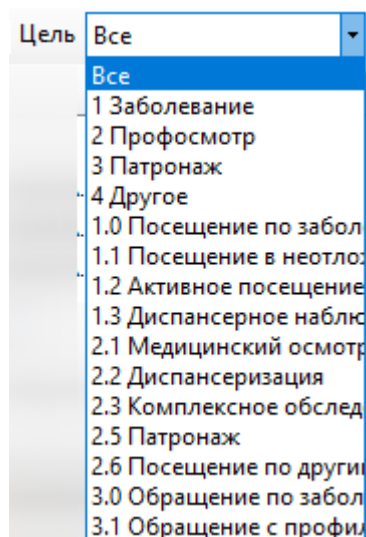 Цель Все
Все
1 Заболевание
2 Профосмотр
3 Патронаж
4 Другое
1.0 Посещение по забол
1.1 Посещение в неотлож
1.2 Активное посещение
1.3 Диспансерное наблю
2.1 Медицинский осмотр
2.2 Диспансеризация
2.3 Комплексное обслед
2.5 Патронаж
2.6 Посещение по другим
3.0 Обращение по забол
3.1 Обращение с профил